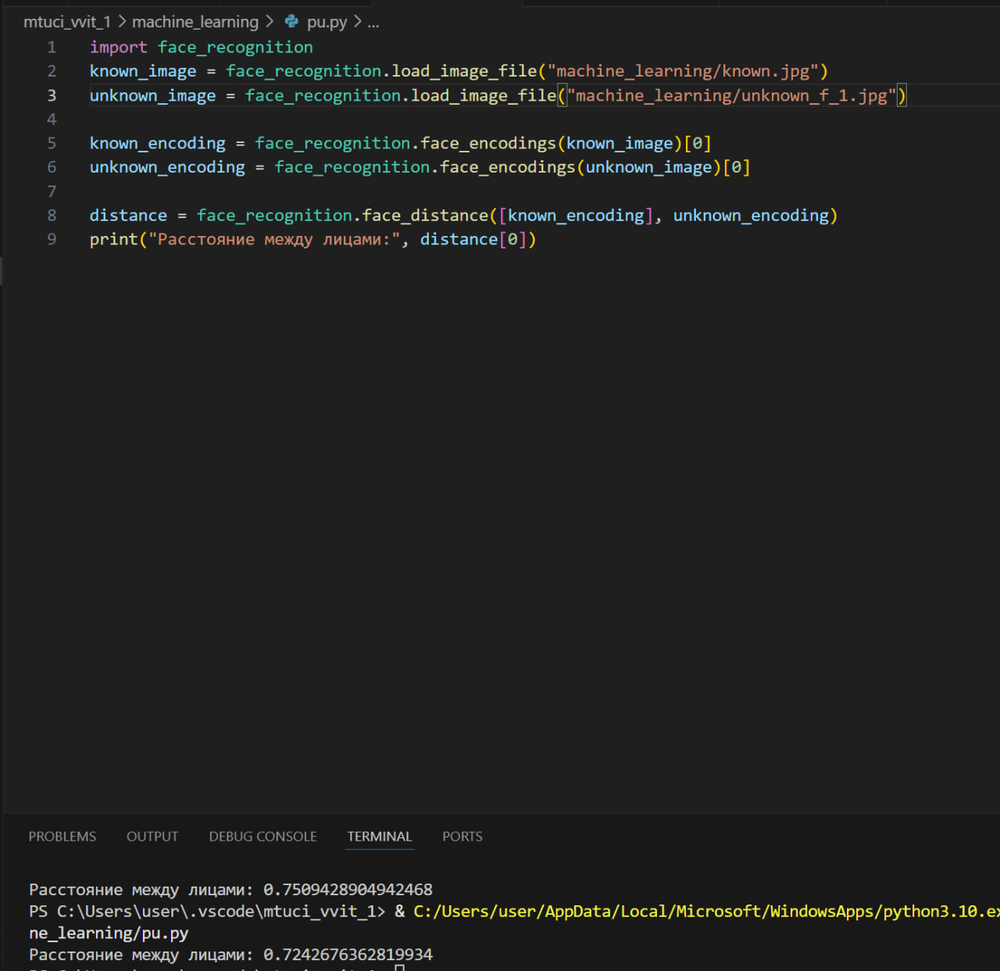 mtuci_vvit_1 > machine_learning > pu.py > ...
1 import face_recognition
2 known_image = face_recognition.load_image_file("machine_learning/known.jpg")
3 unknown_image = face_recognition.load_image_file("machine_learning/unknown_f_1.jpg")
4
5 known_encoding = face_recognition.face_encodings(known_image)[0]
6 unknown_encoding = face_recognition.face_encodings(unknown_image)[0]
7
8 distance = face_recognition.face_distance([known_encoding], unknown_encoding)
9 print("Расстояние между лицами:", distance[0])
PROBLEMS OUTPUT DEBUG CONSOLE TERMINAL PORTS
Расстояние между лицами: 0.7509428904942468
PS C:\Users\user\.vscode\mtuci_vvit_1> & C:/Users/user/AppData/Local/Microsoft/WindowsApps/python3.10.ex
ne_learning/pu.py
Расстояние между лицами: 0.7242676362819934